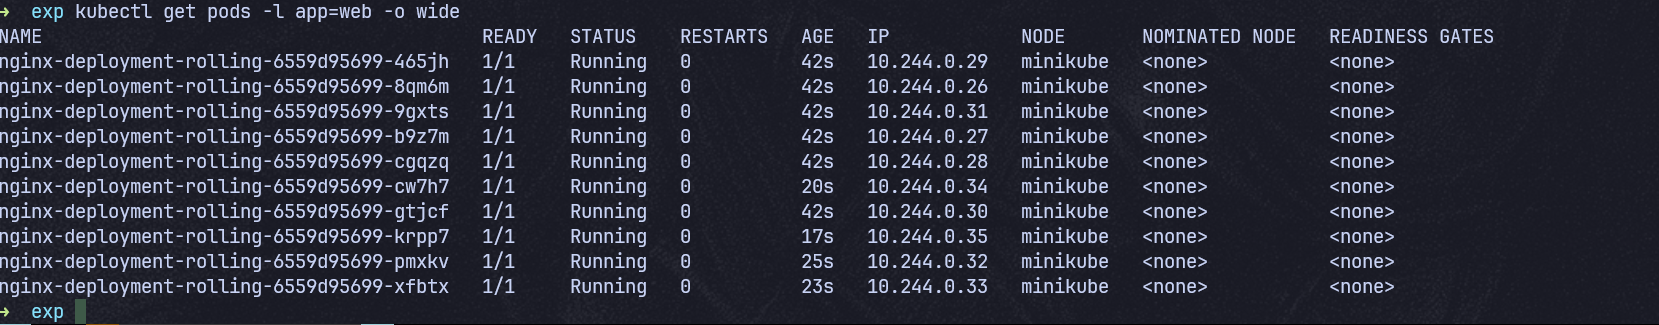 → exp kubectl get pods -l app=web -o wide
NAME READY STATUS RESTARTS AGE IP NODE NOMINATED NODE READINESS GATES
nginx-deployment-rolling-6559d95699-465jh 1/1 Running 0 42s 10.244.0.29 minikube <none> <none>
nginx-deployment-rolling-6559d95699-8qm6m 1/1 Running 0 42s 10.244.0.26 minikube <none> <none>
nginx-deployment-rolling-6559d95699-9gxts 1/1 Running 0 42s 10.244.0.31 minikube <none> <none>
nginx-deployment-rolling-6559d95699-b9z7m 1/1 Running 0 42s 10.244.0.27 minikube <none> <none>
nginx-deployment-rolling-6559d95699-cgqzq 1/1 Running 0 42s 10.244.0.28 minikube <none> <none>
nginx-deployment-rolling-6559d95699-cw7h7 1/1 Running 0 20s 10.244.0.34 minikube <none> <none>
nginx-deployment-rolling-6559d95699-gtjcf 1/1 Running 0 42s 10.244.0.30 minikube <none> <none>
nginx-deployment-rolling-6559d95699-krpp7 1/1 Running 0 17s 10.244.0.35 minikube <none> <none>
nginx-deployment-rolling-6559d95699-pmxkv 1/1 Running 0 25s 10.244.0.32 minikube <none> <none>
nginx-deployment-rolling-6559d95699-xfbtx 1/1 Running 0 23s 10.244.0.33 minikube <none> <none>
→ exp